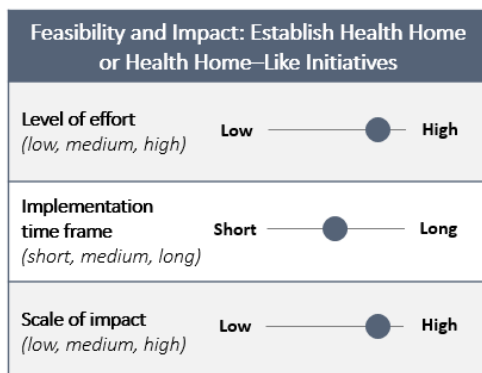 Feasibility and Impact: Establish Health Home
or Health Home–Like Initiatives
Level of effort
(low, medium, high)
Low
High
Implementation
time frame
(short, medium, long)
Short
Long
Scale of impact
(low, medium, high)
Low
High